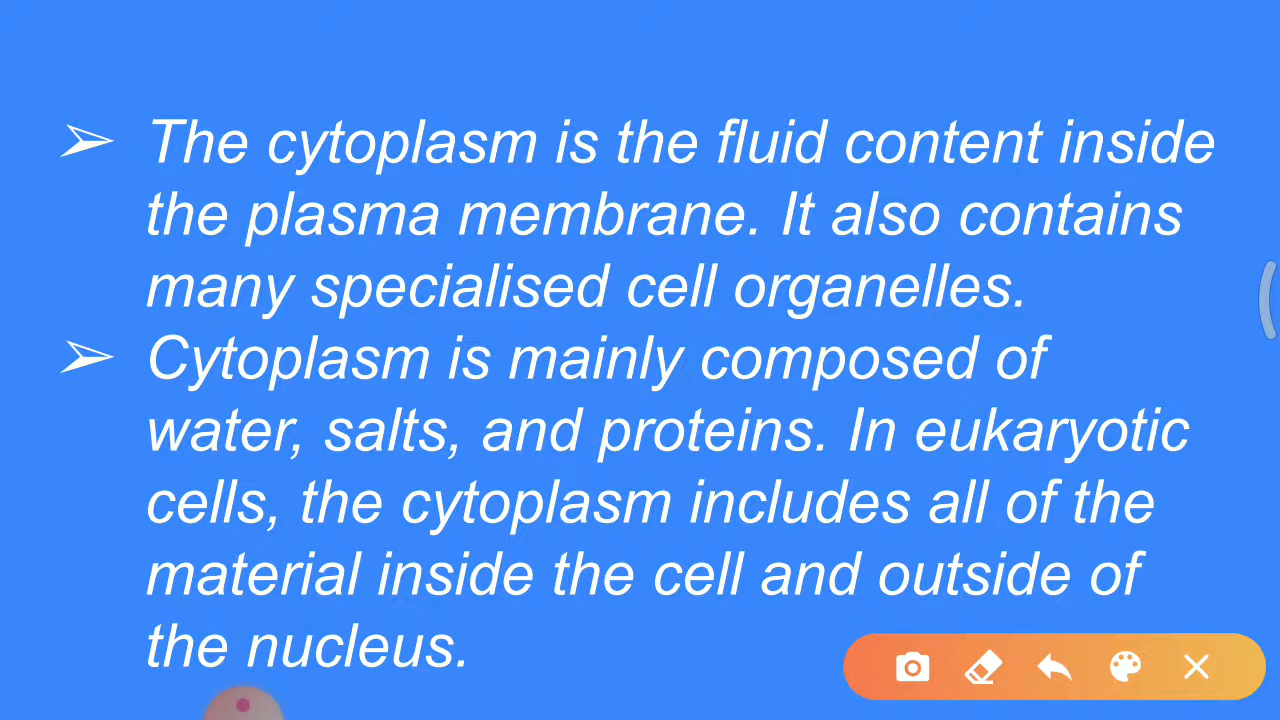 ➢ The cytoplasm is the fluid content inside
the plasma membrane. It also contains
many specialised cell organelles.
➢ Cytoplasm is mainly composed of
water, salts, and proteins. In eukaryotic
cells, the cytoplasm includes all of the
material inside the cell and outside of
the nucleus.